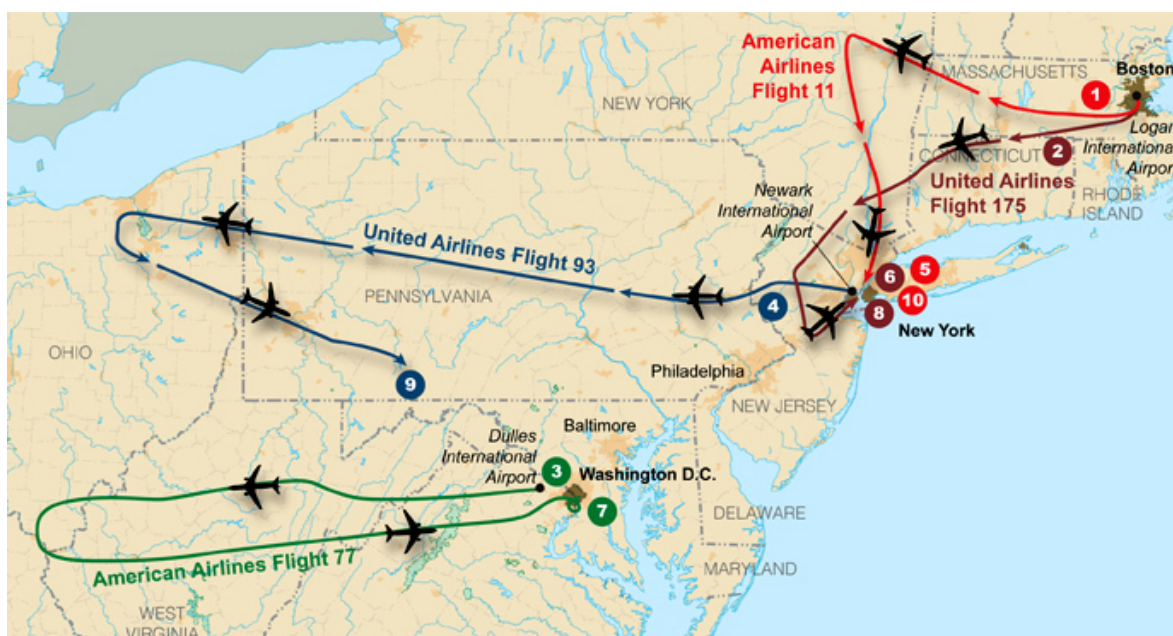 American
Airlines
Flight 11
MASSACHUSETTS
Boston
1
Logan
International
Airport
NEW YORK
CONNECTICUT
2
United Airlines
Flight 175
RHODE
ISLAND
Newark
International
Airport
United Airlines Flight 93
6
5
10
8
4
New York
PENNSYLVANIA
OHIO
9
Philadelphia
NEW JERSEY
Baltimore
Dulles
International
Airport
3
Washington D.C.
7
DELAWARE
American Airlines Flight 77
MARYLAND
WEST
VIRGINIA